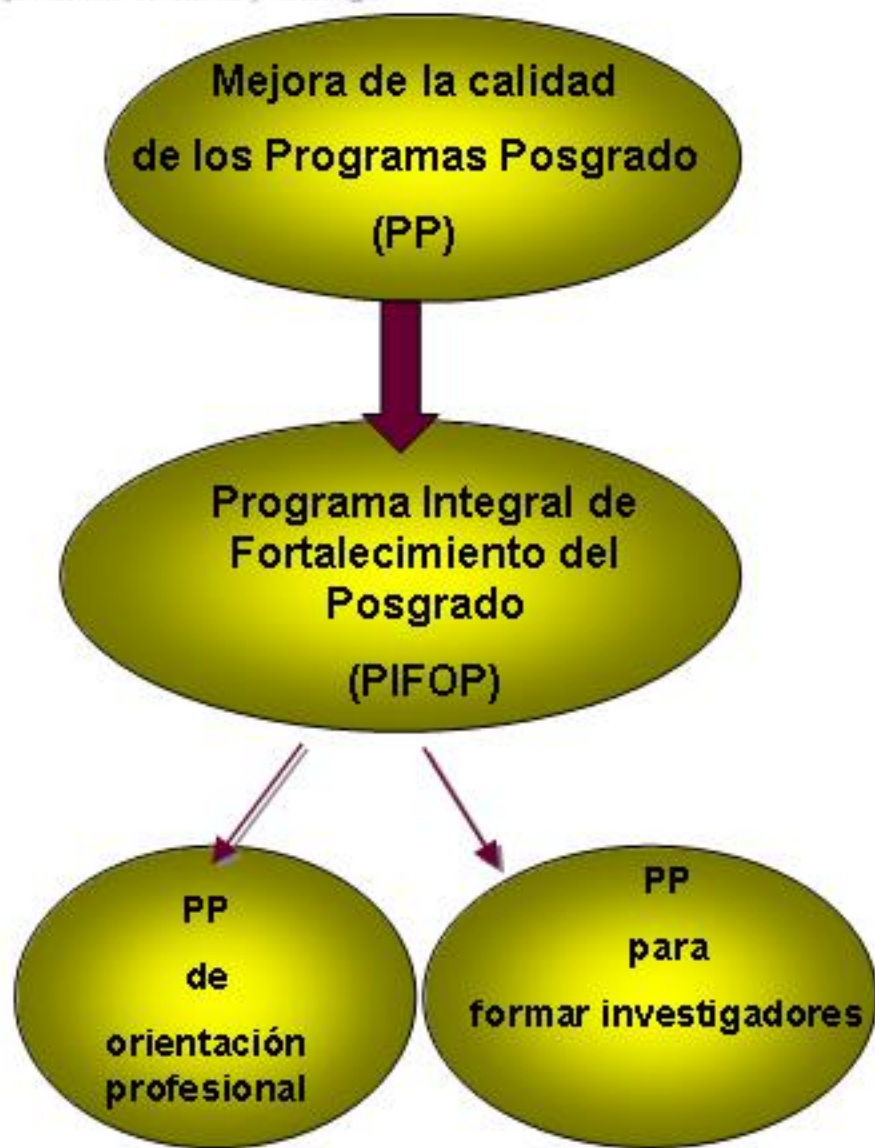 Mejora de la calidad
de los Programas Posgrado
(PP)
Programa Integral de
Fortalecimiento del
Posgrado
(PIFOP)
PP
de
orientación
profesional
PP
para
formar investigadores